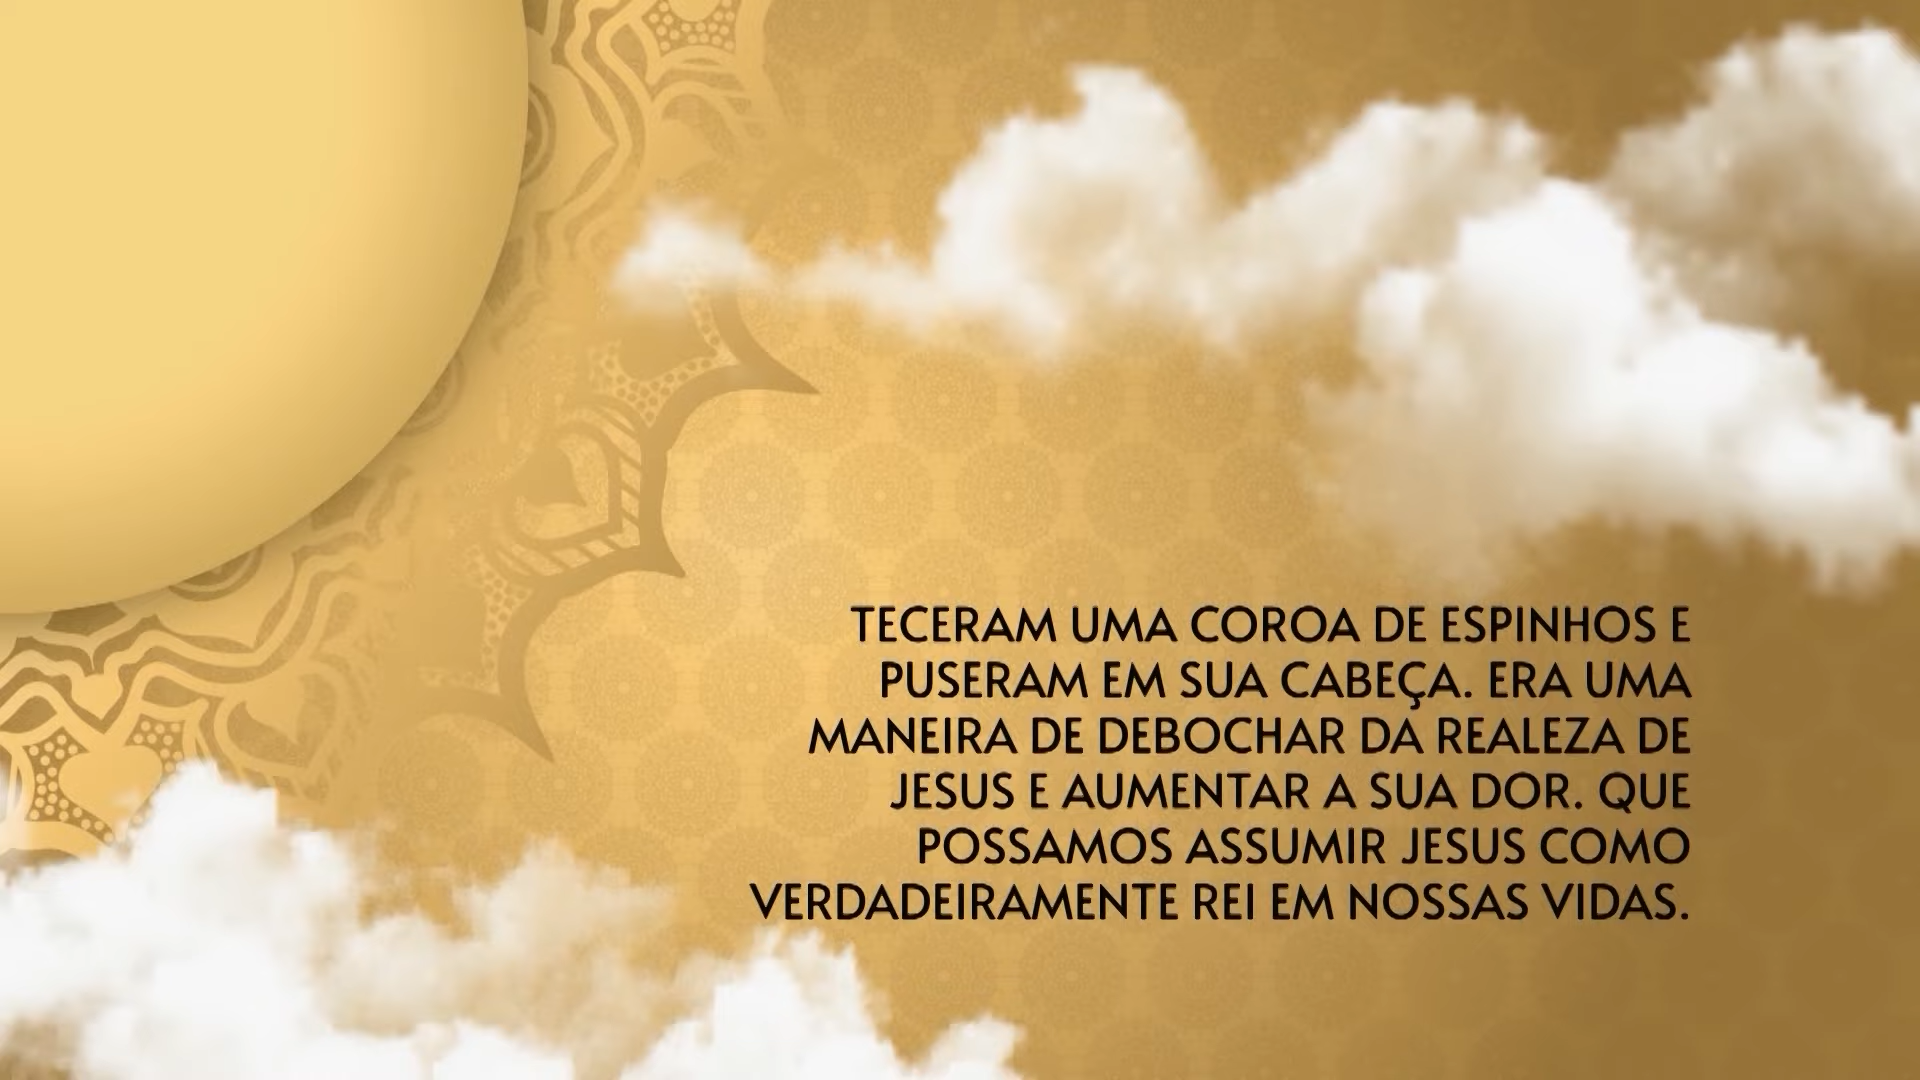 TECERAM UMA COROA DE ESPINHOS E
PUSERAM EM SUA CABEÇA. ERA UMA
MANEIRA DE DEBOCHAR DA REALEZA DE
JESUS E AUMENTAR A SUA DOR. QUE
POSSAMOS ASSUMIR JESUS COMO
VERDADEIRAMENTE REI EM NOSSAS VIDAS.